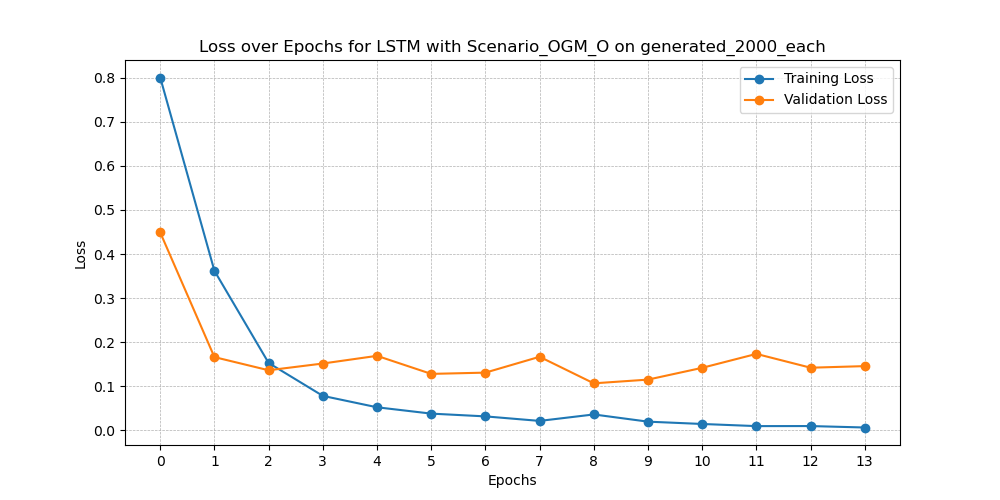 Loss over Epochs for LSTM with Scenario_OGM_O on generated_2000_each
Training Loss
Validation Loss
0.8
0.7
0.6
0.5
0.4
0.3
0.2
0.1
0.0
Loss
0 1 2 3 4 5 6 7 8 9 10 11 12 13
Epochs